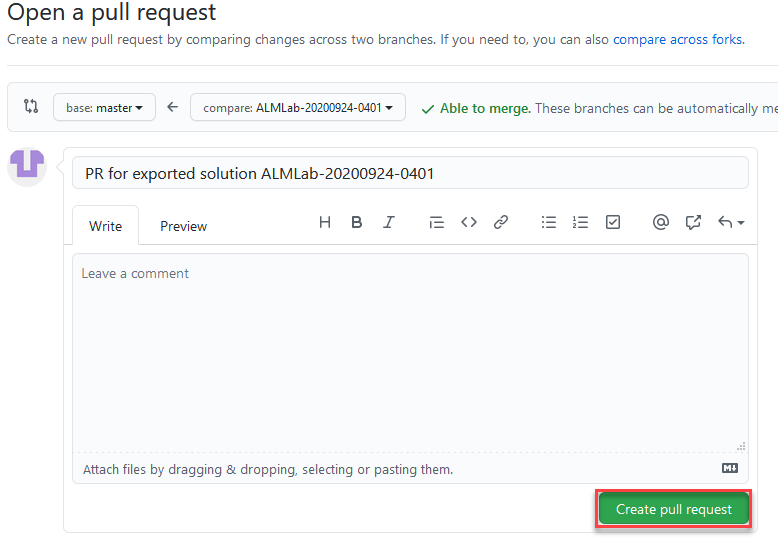 Open a pull request
Create a new pull request by comparing changes across two branches. If you need to, you can also compare across forks.
base: master
compare: ALMLab-20200924-0401
Able to merge. These branches can be automatically me
PR for exported solution ALMLab-20200924-0401
Write Preview
Leave a comment
Attach files by dragging & dropping, selecting or pasting them.
Create pull request